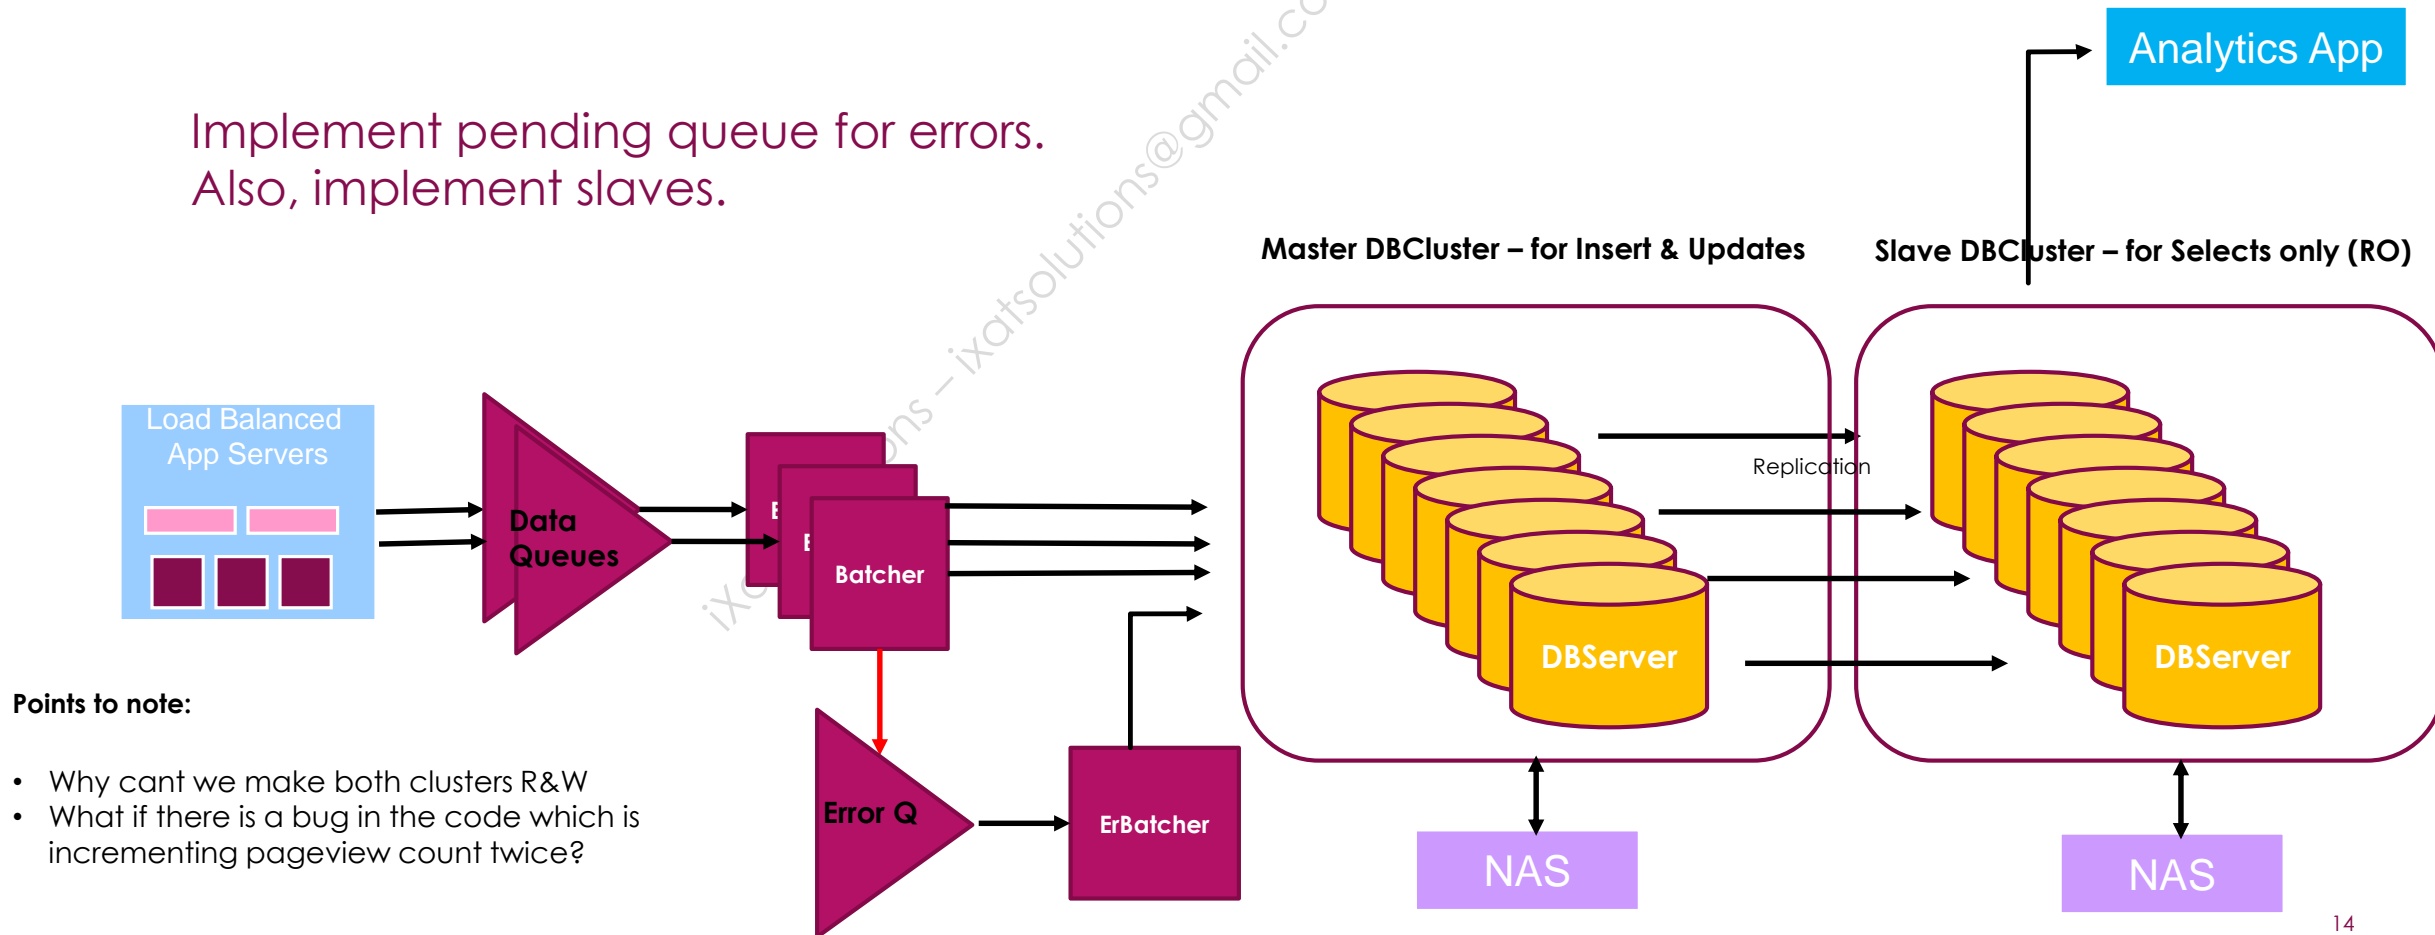 Analytics App
Implement pending queue for errors.
Also, implement slaves.
Master DBCluster – for Insert & Updates
Slave DBCluster – for Selects only (RO)
Load Balanced
App Servers
Data
Queues
Batcher
Replication
DBServer
DBServer
Points to note:
• Why cant we make both clusters R&W
• What if there is a bug in the code which is
incrementing pageview count twice?
Error Q
ErBatcher
NAS
NAS
14
– ixatsolutions@gmail.co